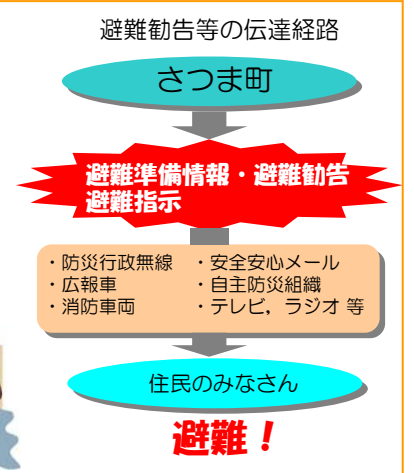 避難勧告等の伝達経路
さつま町
避難準備情報・避難勧告
避難指示
・防災行政無線 ・安全安心メール
・広報車 ・自主防災組織
・消防車両 ・テレビ，ラジオ 等
住民のみなさん
避難！